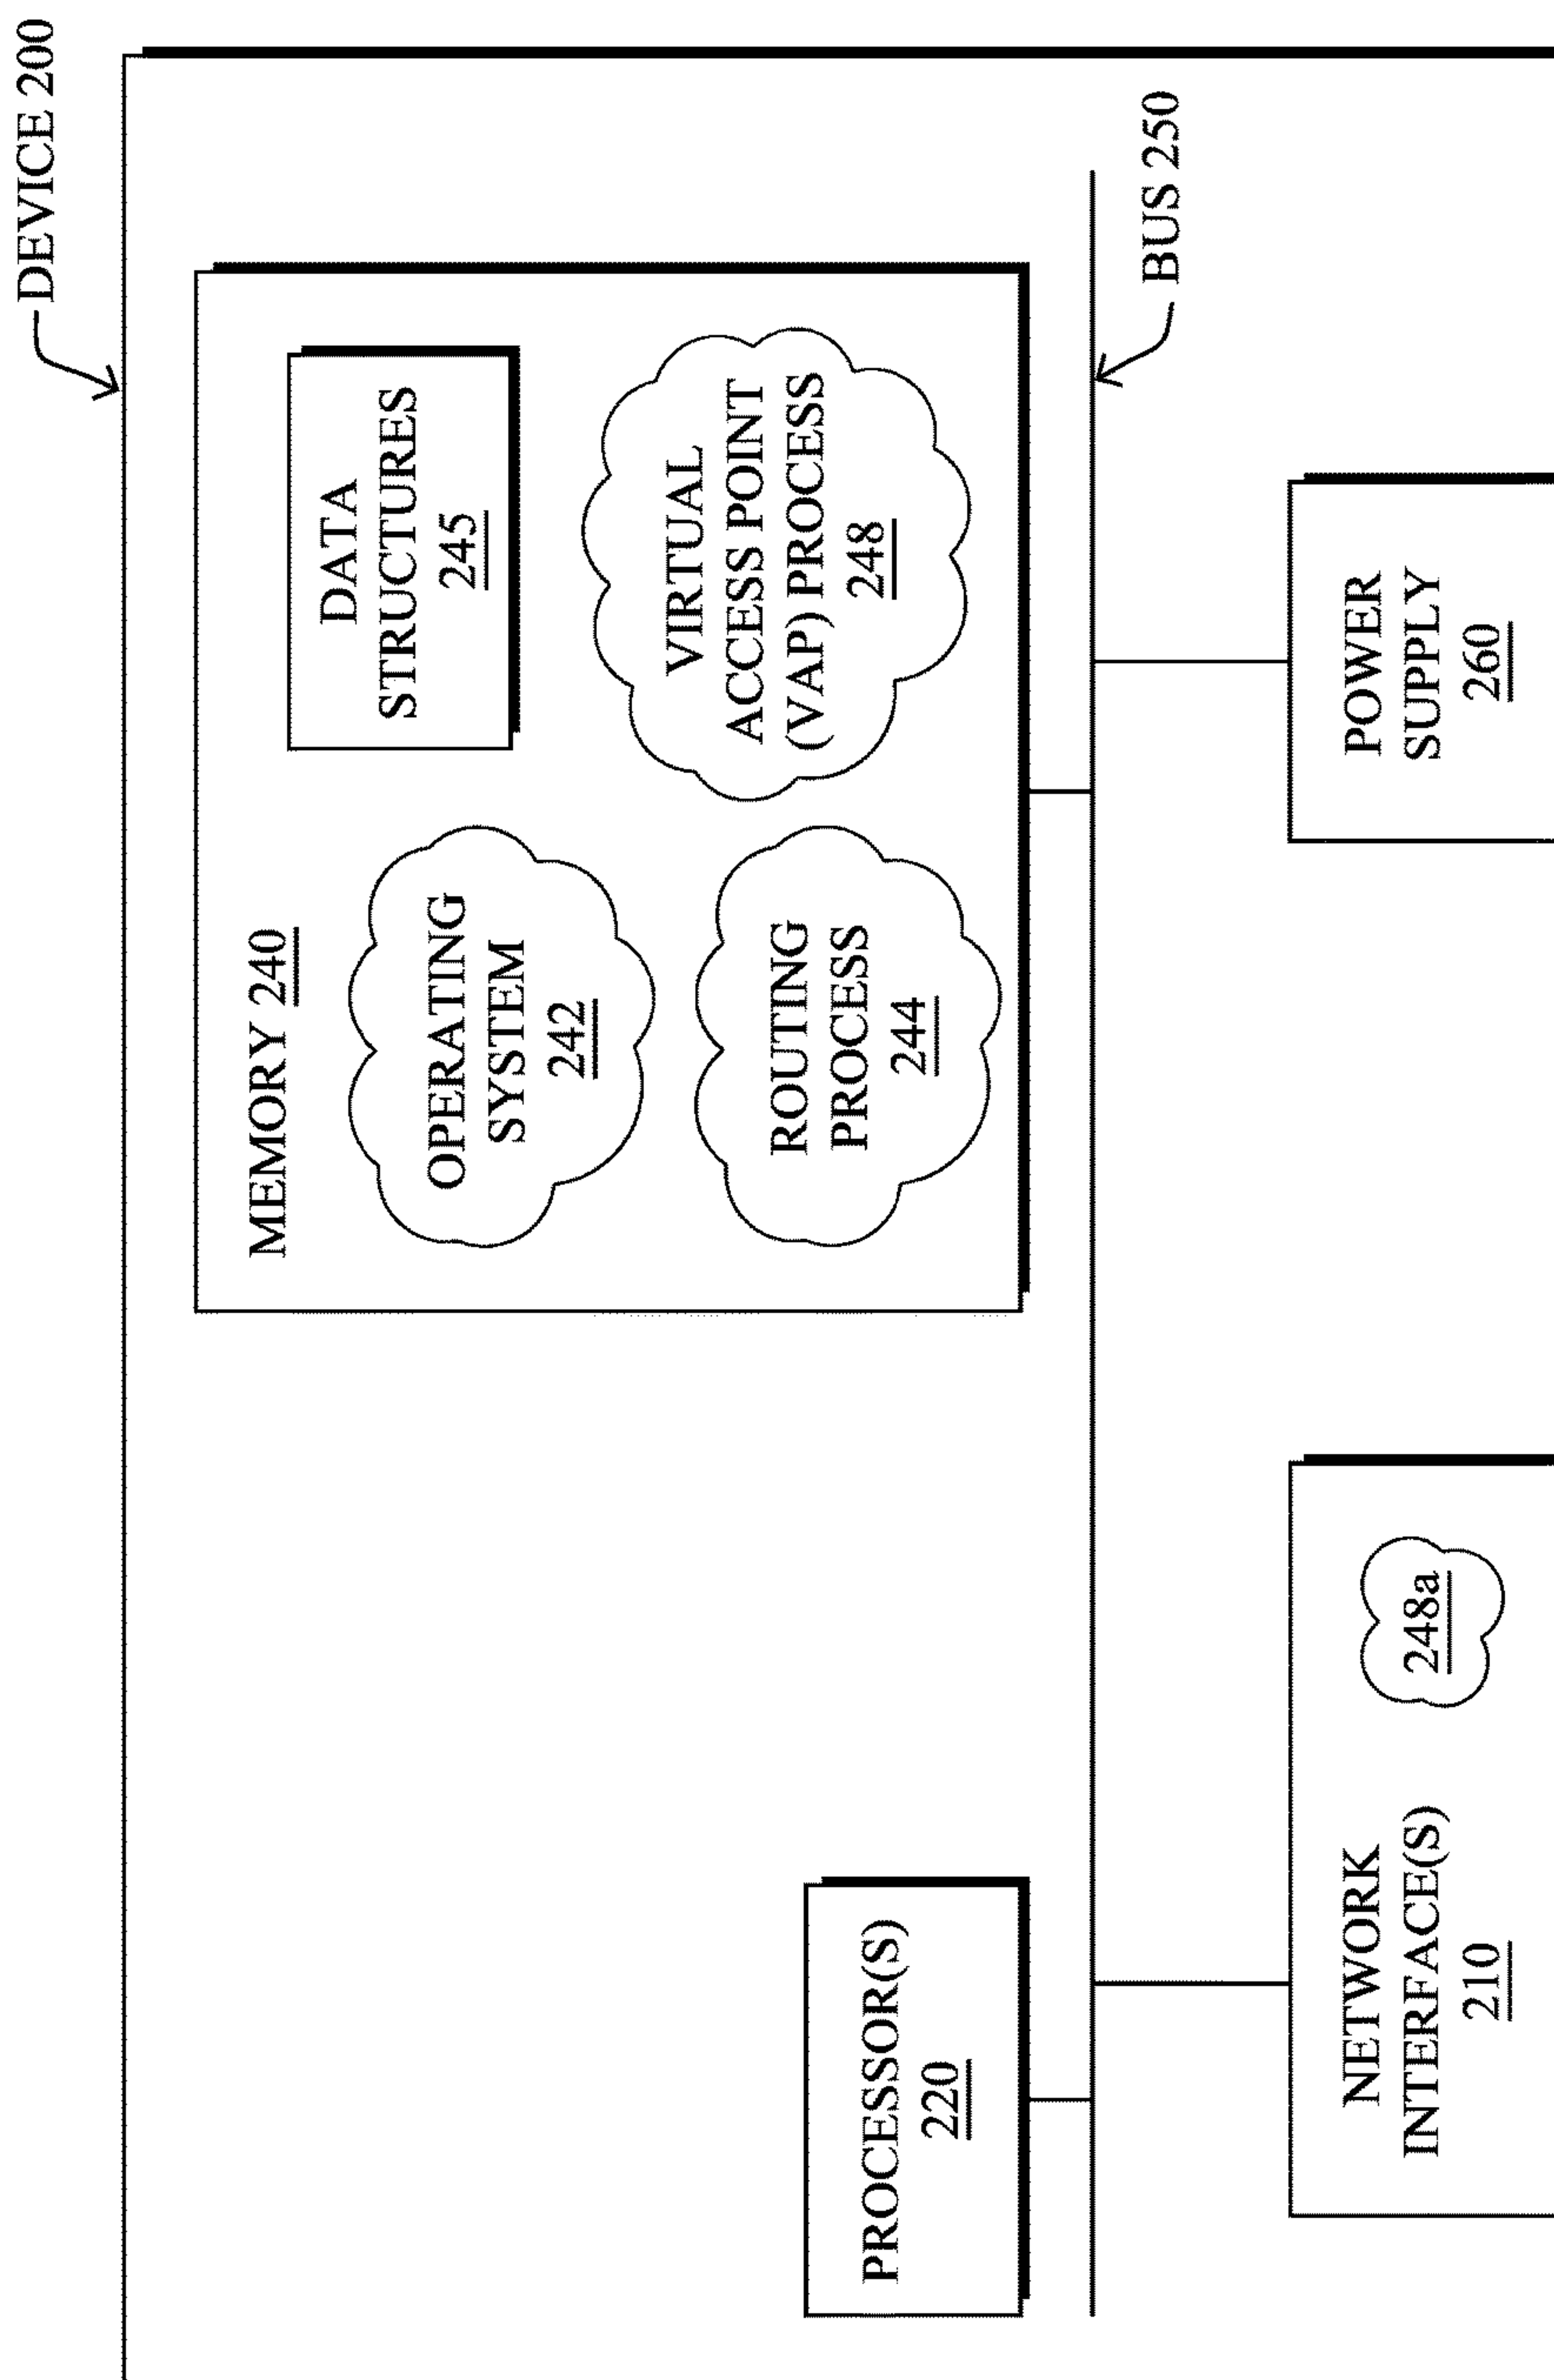 DEVICE 200
MEMORY 240
OPERATING
SYSTEM
242
DATA
STRUCTURES
245
ROUTING
PROCESS
244
VIRTUAL
ACCESS POINT
(VAP) PROCESS
248
PROCESSOR(S)
220
BUS 250
NETWORK
INTERFACE(S)
210
248a
POWER
SUPPLY
260